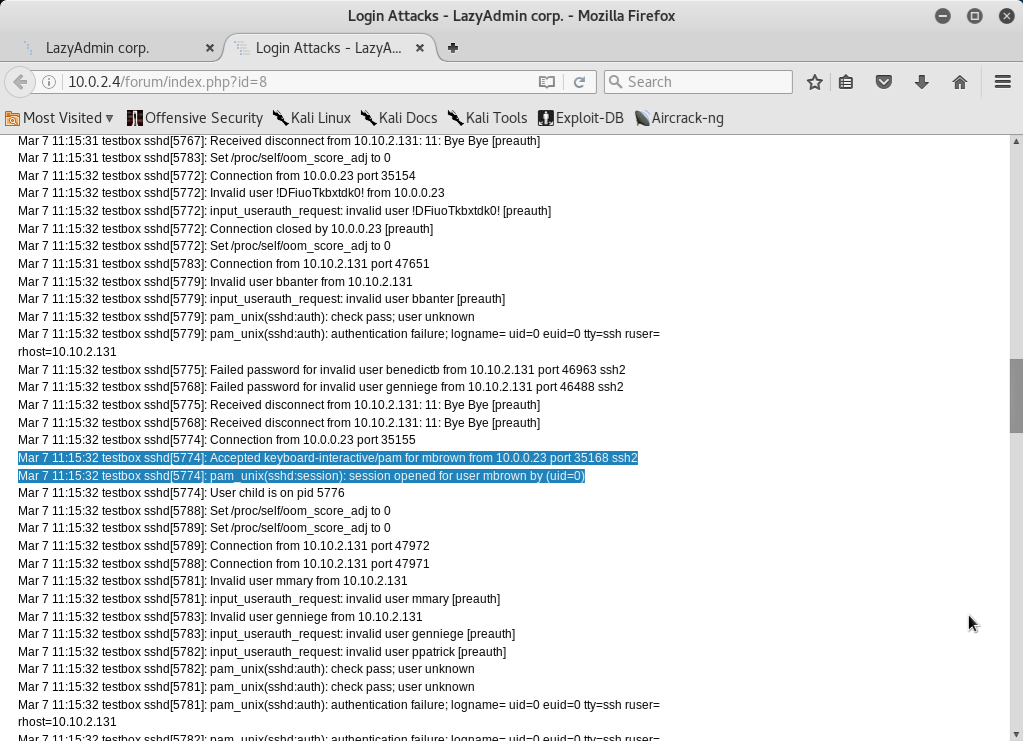 Login Attacks - LazyAdmin corp. - Mozilla Firefox
LazyAdmin corp.
Login Attacks - LazyA...
10.0.2.4/forum/index.php?id=8
Search
Most Visited
Offensive Security
Kali Linux
Kali Docs
Kali Tools
Exploit-DB
Aircrack-ng
Mar 7 11:15:31 testbox sshd[5767]: Received disconnect from 10.10.2.131: 11: Bye Bye [preauth]
Mar 7 11:15:31 testbox sshd[5783]: Set /proc/self/oom_score_adj to 0
Mar 7 11:15:32 testbox sshd[5772]: Connection from 10.0.0.23 port 35154
Mar 7 11:15:32 testbox sshd[5772]: Invalid user !DFiuoTkbxtdk0! from 10.0.0.23
Mar 7 11:15:32 testbox sshd[5772]: input_userauth_request: invalid user !DFiuoTkbxtdk0! [preauth]
Mar 7 11:15:32 testbox sshd[5772]: Connection closed by 10.0.0.23 [preauth]
Mar 7 11:15:32 testbox sshd[5772]: Set /proc/self/oom_score_adj to 0
Mar 7 11:15:31 testbox sshd[5783]: Connection from 10.10.2.131 port 47651
Mar 7 11:15:32 testbox sshd[5779]: Invalid user bbanter from 10.10.2.131
Mar 7 11:15:32 testbox sshd[5779]: input_userauth_request: invalid user bbanter [preauth]
Mar 7 11:15:32 testbox sshd[5779]: pam_unix(sshd:auth): check pass; user unknown
Mar 7 11:15:32 testbox sshd[5779]: pam_unix(sshd:auth): authentication failure; logname= uid=0 euid=0 tty=ssh ruser=
rhost=10.10.2.131
Mar 7 11:15:32 testbox sshd[5775]: Failed password for invalid user benedictb from 10.10.2.131 port 46963 ssh2
Mar 7 11:15:32 testbox sshd[5768]: Failed password for invalid user genniege from 10.10.2.131 port 46488 ssh2
Mar 7 11:15:32 testbox sshd[5775]: Received disconnect from 10.10.2.131: 11: Bye Bye [preauth]
Mar 7 11:15:32 testbox sshd[5768]: Received disconnect from 10.10.2.131: 11: Bye Bye [preauth]
Mar 7 11:15:32 testbox sshd[5774]: Connection from 10.0.0.23 port 35155
Mar 7 11:15:32 testbox sshd[5774]: Accepted keyboard-interactive/pam for mbrown from 10.0.0.23 port 35168 ssh2
Mar 7 11:15:32 testbox sshd[5774]: pam_unix(sshd:session): session opened for user mbrown by (uid=0)
Mar 7 11:15:32 testbox sshd[5774]: User child is on pid 5776
Mar 7 11:15:32 testbox sshd[5788]: Set /proc/self/oom_score_adj to 0
Mar 7 11:15:32 testbox sshd[5789]: Set /proc/self/oom_score_adj to 0
Mar 7 11:15:32 testbox sshd[5789]: Connection from 10.10.2.131 port 47972
Mar 7 11:15:32 testbox sshd[5788]: Connection from 10.10.2.131 port 47971
Mar 7 11:15:32 testbox sshd[5781]: Invalid user mmary from 10.10.2.131
Mar 7 11:15:32 testbox sshd[5781]: input_userauth_request: invalid user mmary [preauth]
Mar 7 11:15:32 testbox sshd[5783]: Invalid user genniege from 10.10.2.131
Mar 7 11:15:32 testbox sshd[5783]: input_userauth_request: invalid user genniege [preauth]
Mar 7 11:15:32 testbox sshd[5782]: input_userauth_request: invalid user ppatrick [preauth]
Mar 7 11:15:32 testbox sshd[5782]: pam_unix(sshd:auth): check pass; user unknown
Mar 7 11:15:32 testbox sshd[5781]: pam_unix(sshd:auth): check pass; user unknown
Mar 7 11:15:32 testbox sshd[5781]: pam_unix(sshd:auth): authentication failure; logname= uid=0 euid=0 tty=ssh ruser=
rhost=10.10.2.131
Mar 7 11:15:32 testbox sshd[5782]: pam_unix(sshd:auth): authentication failure; logname= uid=0 euid=0 tty=ssh ruser=